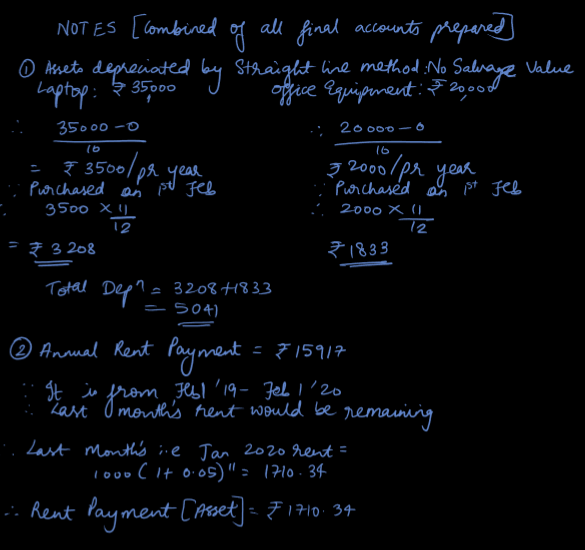 NOTES [Combined of all final accounts prepared]
① Assets depreciated by Straight line method: No Salvage Value
Laptop: ₹ 35000 office Equipment: ₹ 20,000
∴ 35000 - 0 ∴ 20000 - 0
10 10
= ₹ 3500/pr year ₹ 2000/pr year
∵ Purchased on 1st Feb ∵ Purchased on 1st Feb
∴ 3500 × 11 ∴ 2000 × 11
12 12
= ₹ 3208 ₹ 1833
Total Depn = 3208+1833
= 5041
② Annual Rent Payment = ₹ 15917
∵ It is from Feb1 '19 - Feb 1 '20
∴ Last month's rent would be remaining
∴ Last Month's i.e Jan 2020 rent =
1000 (1+ 0.05)^11 = 1710.34
∴ Rent Payment [Asset] = ₹ 1710.34